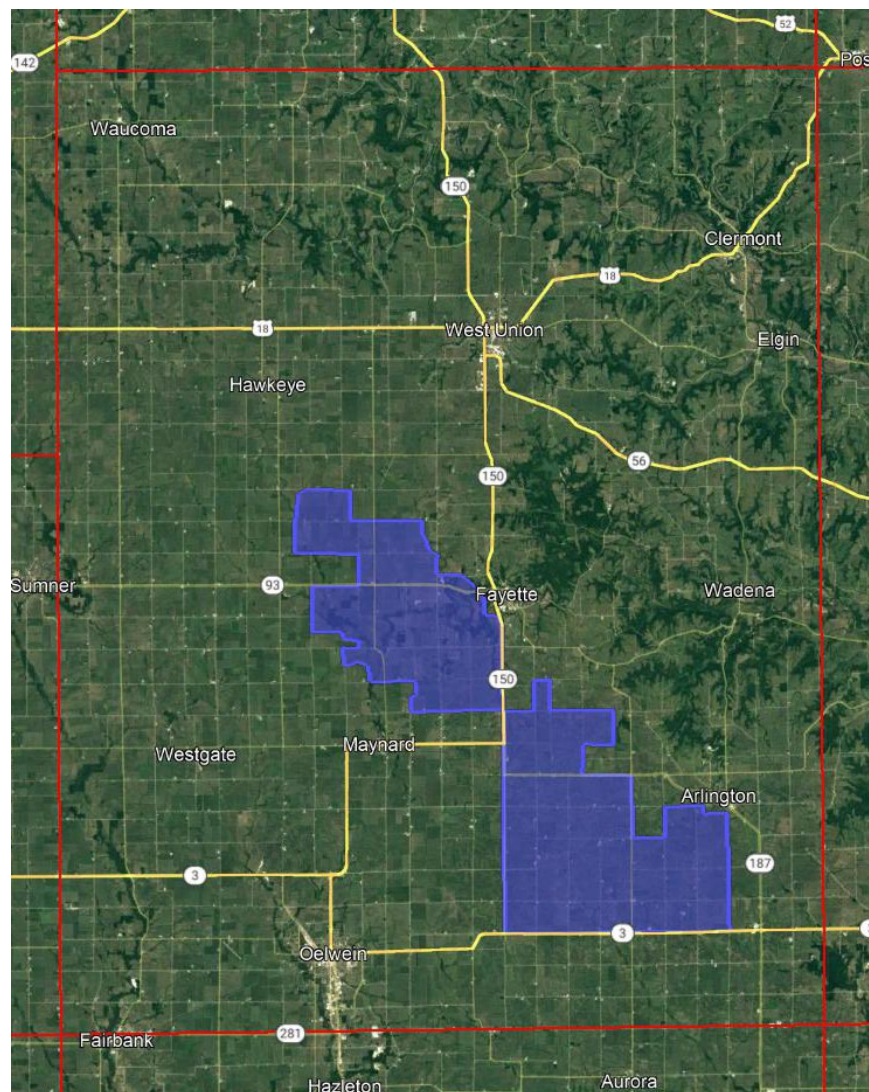 52
142
Pos
Waucoma
150
Clermont
18
18
West Union
Elgin
Hawkeye
56
150
Sumner
93
Fayette
Wadena
150
Maynard
Westgate
Arlington
187
3
3
Oelwein
281
Fairbank
Hazleton
Aurora